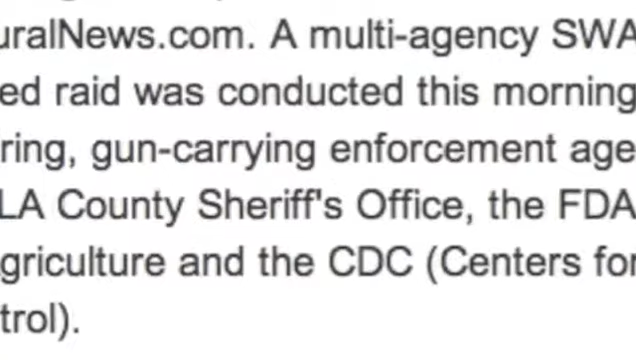 uralNews.com. A multi-agency SWA
ed raid was conducted this morning
ring, gun-carrying enforcement age
LA County Sheriff's Office, the FDA
griculture and the CDC (Centers for
trol).